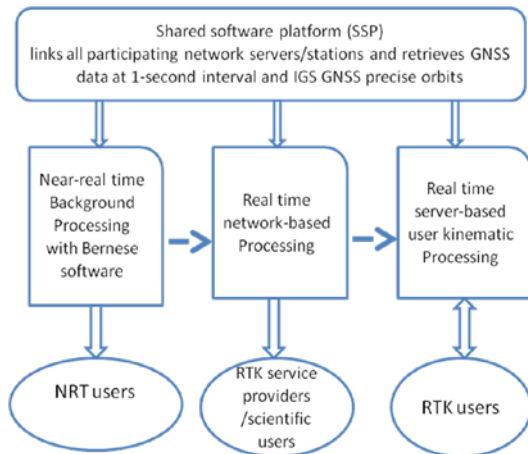 Shared software platform (SSP)
links all participating network servers/stations and retrieves GNSS
data at 1-second interval and IGS GNSS precise orbits
Near-real time
Background
Processing
with Bernese
software
Real time
network-based
Processing
Real time
server-based
user kinematic
Processing
NRT users
RTK service
providers
/scientific
users
RTK users